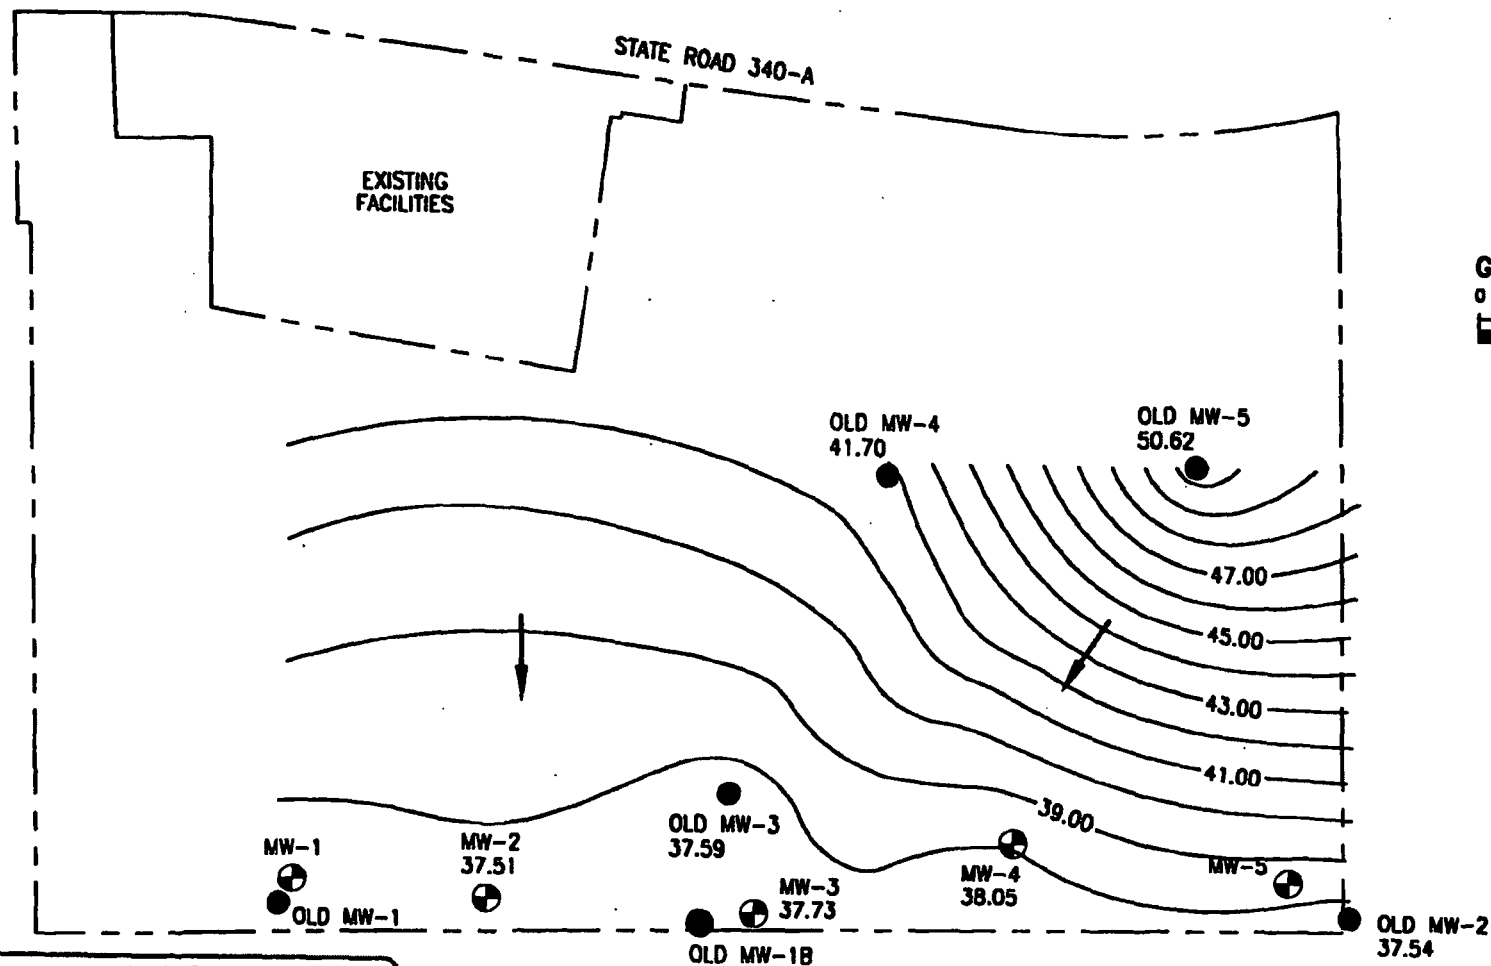 STATE ROAD 340-A
EXISTING
FACILITIES
G
OLD MW-4
41.70
OLD MW-5
50.62
47.00
45.00
43.00
41.00
39.00
MW-1
OLD MW-1
MW-2
37.51
OLD MW-3
37.59
MW-3
37.73
OLD MW-1B
MW-4
38.05
MW-5
OLD MW-2
37.54